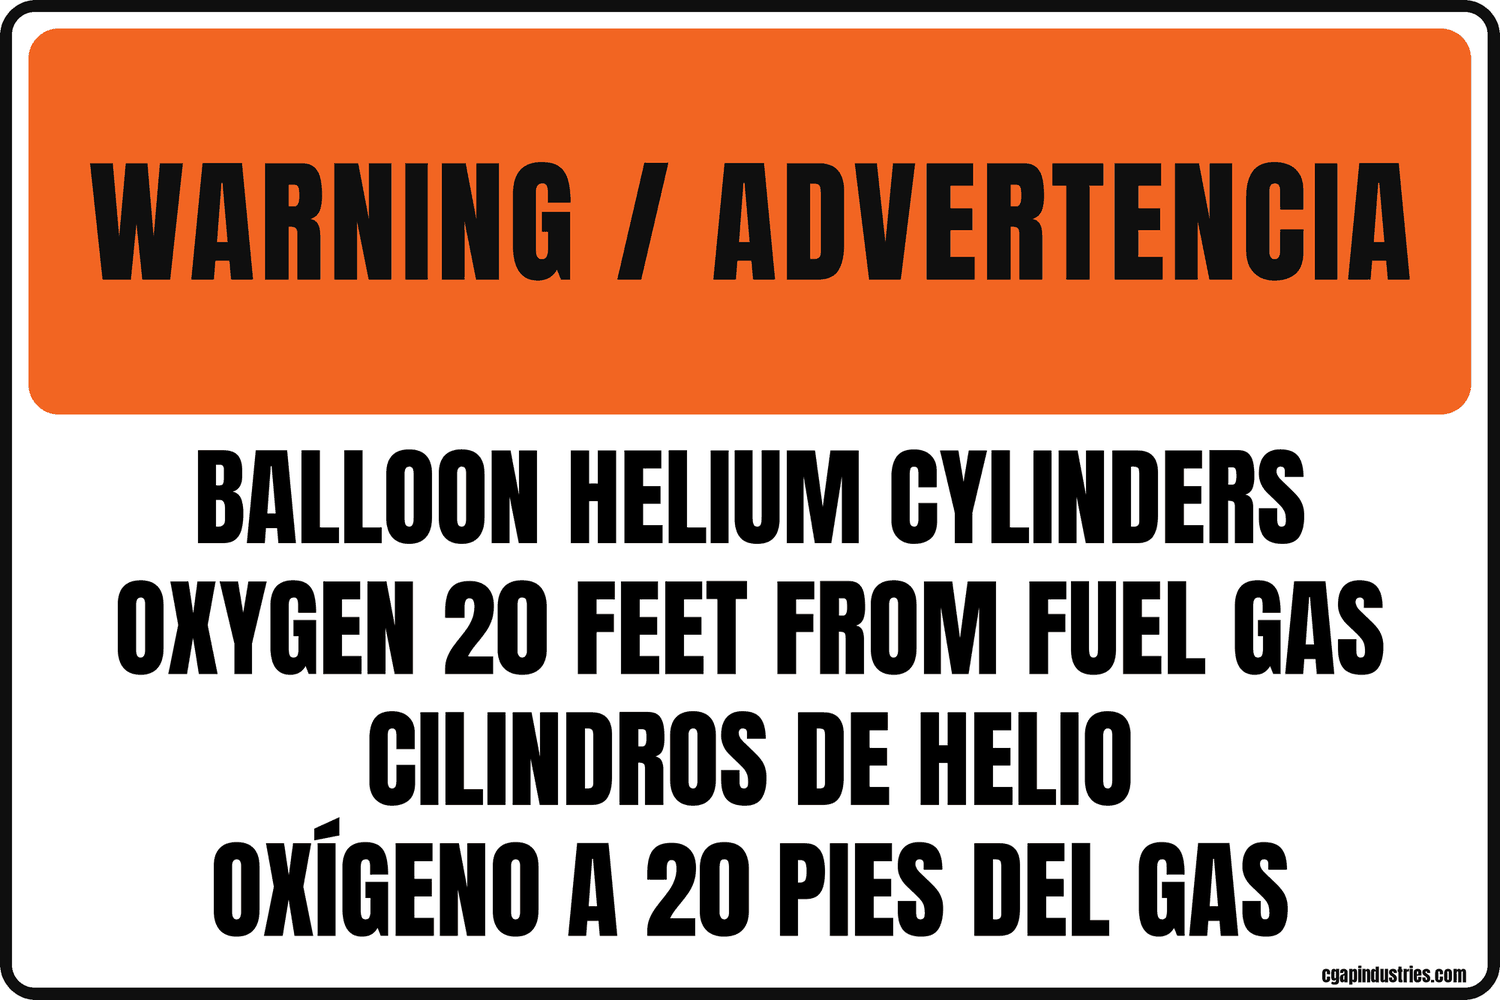 WARNING / ADVERTENCIA
BALLOON HELIUM CYLINDERS
OXYGEN 20 FEET FROM FUEL GAS
CILINDROS DE HELIO
OXÍGENO A 20 PIES DEL GAS
cgapindustries.com